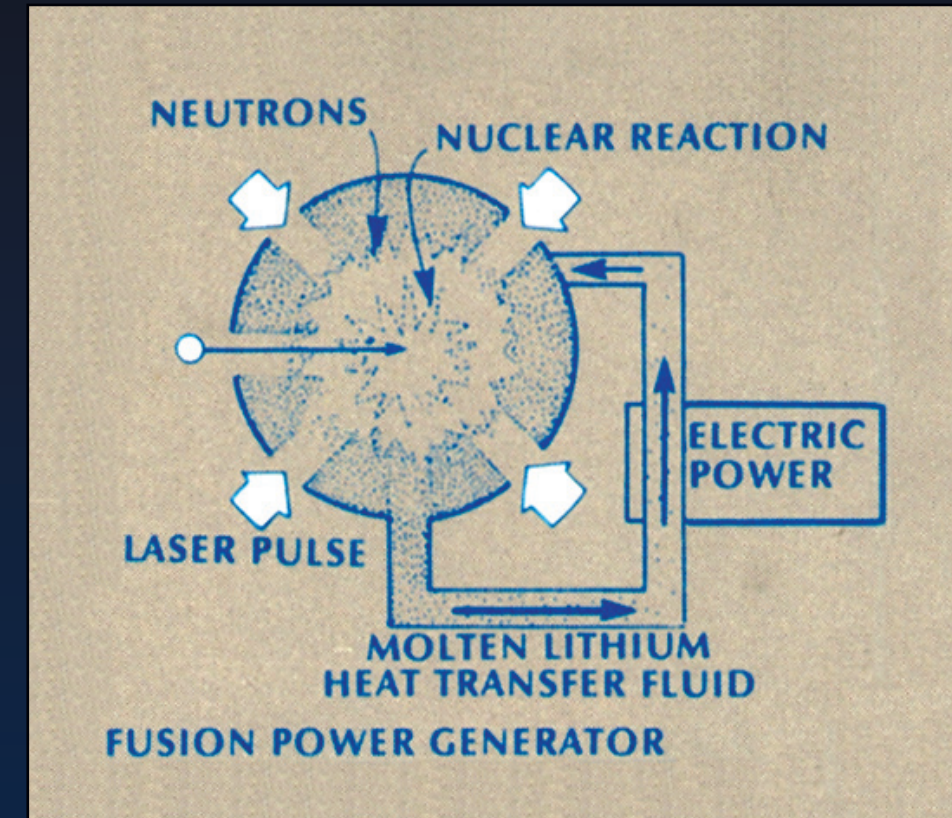 NEUTRONS
NUCLEAR REACTION
ELECTRIC
POWER
LASER PULSE
MOLTEN LITHIUM
HEAT TRANSFER FLUID
FUSION POWER GENERATOR